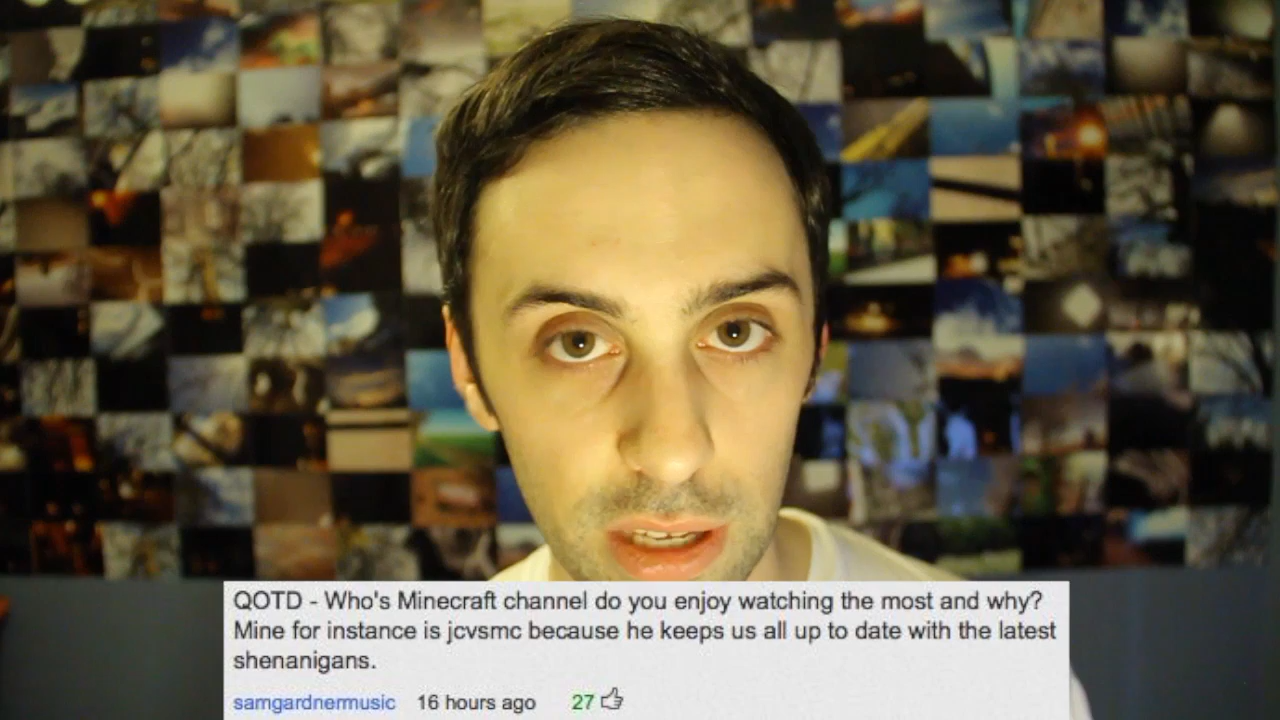 QOTD - Who's Minecraft channel do you enjoy watching the most and why?
Mine for instance is jcvsmc because he keeps us all up to date with the latest
shenanigans.
samgardnermusic 16 hours ago 27